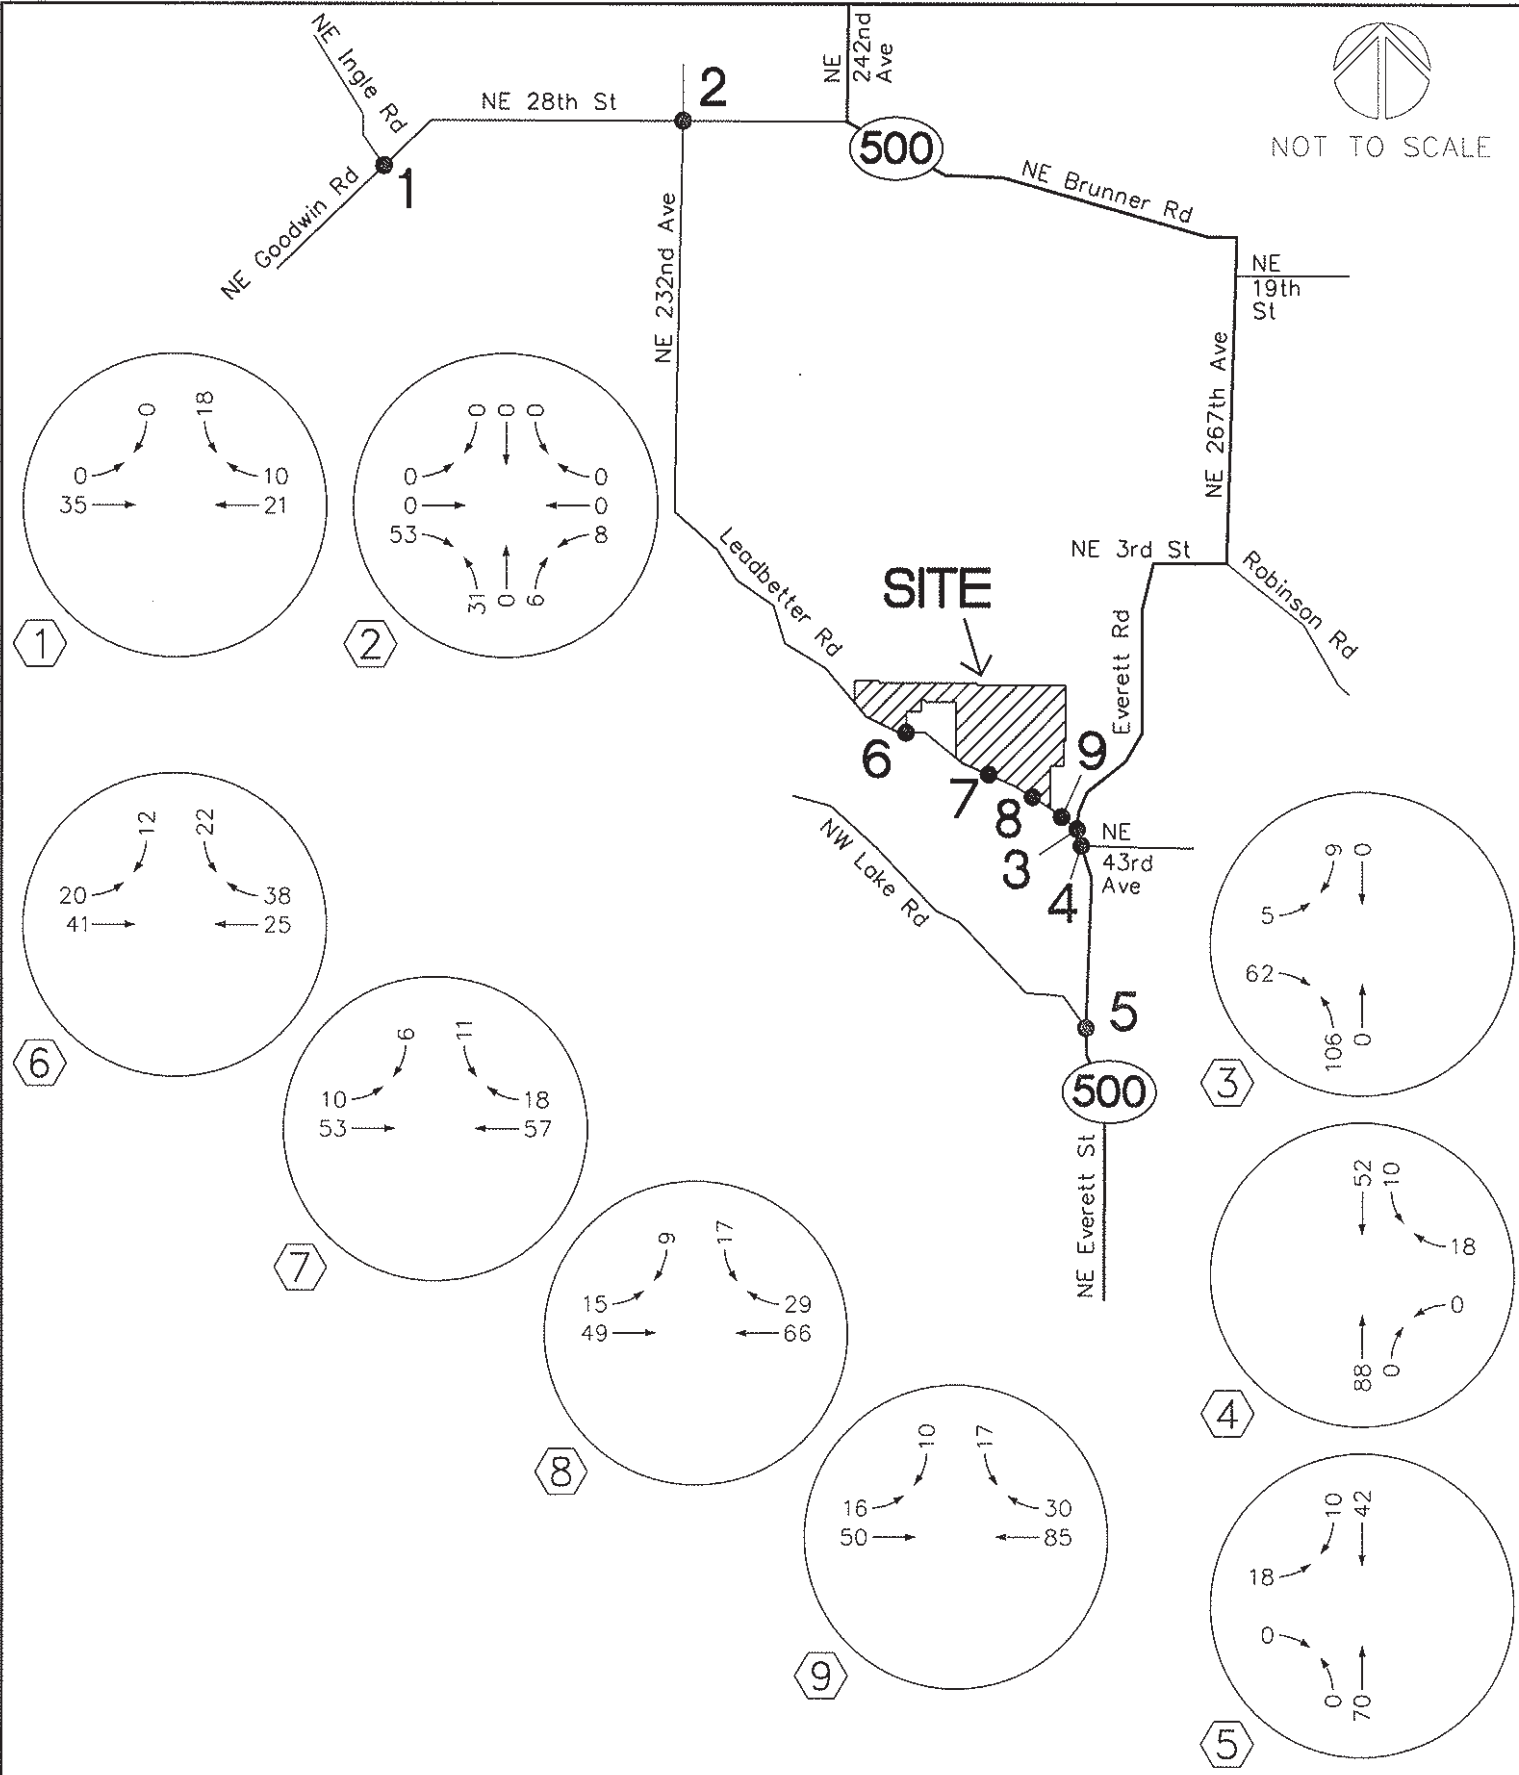 NE Ingle Rd
NE 28th St
2
NE
242nd
Ave
500
NOT TO SCALE
1
NE Goodwin Rd
NE 232nd Ave
NE Brunner Rd
NE
19th
St
NE 267th Ave
0 18
0 10
35 21
1
0 0 0
0 0
0 0
53 8
31 0 6
2
Leadbetter Rd
SITE
NE 3rd St
Robinson Rd
Everett Rd
6
7
8
9
3
4
NE
43rd
Ave
NW Lake Rd
5
500
NE Everett St
12 22
20 38
41 25
6
6 11
10 18
53 57
7
9 17
15 29
49 66
8
10 17
16 30
50 85
9
9 0
5
62
106 0
3
52 10
18
0
88 0
4
10 42
18
0
0 70
5